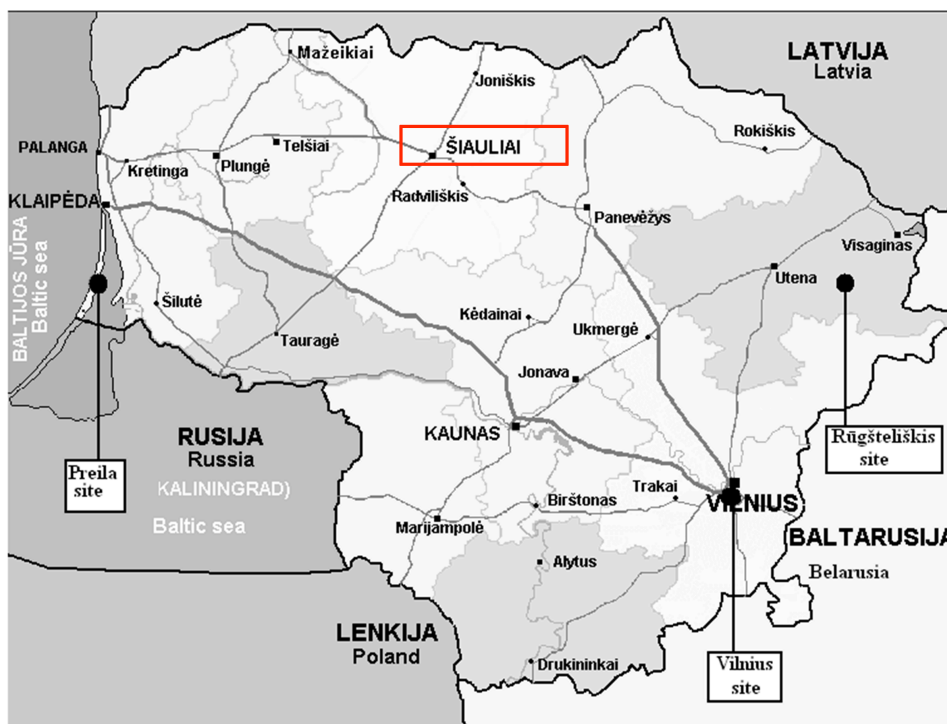 LATVIJA
Latvia
Mažeikiai
Joniškis
Rokiškis
PALANGA
Kretinga
Plungė
Telšiai
ŠIAULIAI
Radviliškis
KLAIPĖDA
Panevėžys
Visaginas
Utena
BALTIJOS JŪRA
Baltic sea
Šilutė
Tauragė
Kėdainai
Ukmergė
Jonava
KAUNAS
RUSIJA
Russia
KALININGRAD)
Baltic sea
Preila
site
Rūgšteliškis
site
Marijampolė
Birštonas
Trakai
VILNIUS
BALTARUSIJA
Belarusia
Alytus
LENKIJA
Poland
Drukininkai
Vilnius
site